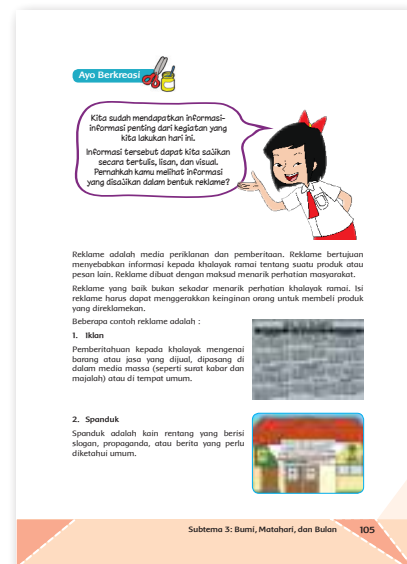 Ayo Berkreasi
Kita sudah mendapatkan informasi-
informasi penting dari kegiatan yang
kita lakukan hari ini.
Informasi tersebut dapat kita sajikan
secara tertulis, lisan, dan visual.
Pernahkah kamu melihat informasi
yang disajikan dalam bentuk reklame?
Reklame adalah media periklanan dan pemberitaan. Reklame bertujuan
menyebabkan informasi kepada khalayak ramai tentang suatu produk atau
pesan lain. Reklame dibuat dengan maksud menarik perhatian masyarakat.
Reklame yang baik bukan sekadar menarik perhatian khalayak ramai. Isi
reklame harus dapat menggerakkan keinginan orang untuk membeli produk
yang direklamekan.
Beberapa contoh reklame adalah :
1. Iklan
Pemberitahuan kepada khalayak mengenai
barang atau jasa yang dijual, dipasang di
dalam media massa (seperti surat kabar dan
majalah) atau di tempat umum.
2. Spanduk
Spanduk adalah kain rentang yang berisi
slogan, propaganda, atau berita yang perlu
diketahui umum.
Subtema 3: Bumi, Matahari, dan Bulan 105